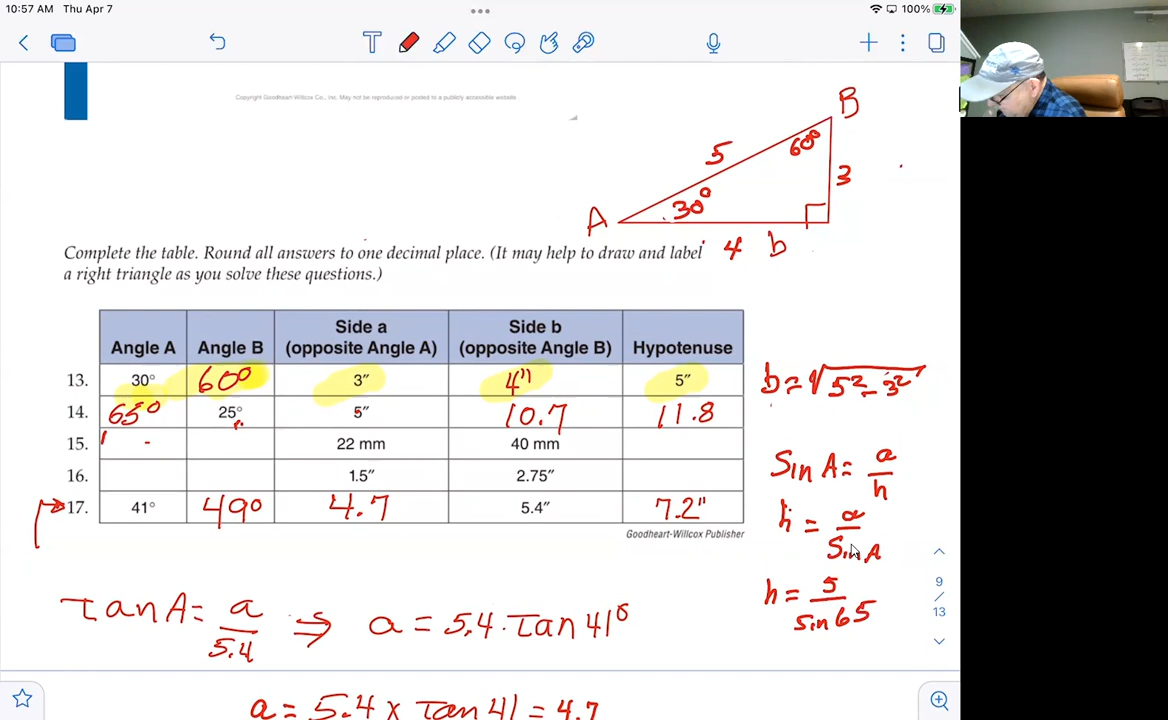 10:57 AM Thu Apr 7
100%
Copyright Goodheart-Willcox Co., Inc. May not be reproduced or posted to a publicly accessible website.
B
5
60°
3
A
30°
4 b
Complete the table. Round all answers to one decimal place. (It may help to draw and label
a right triangle as you solve these questions.)
Angle A Angle B Side a (opposite Angle A) Side b (opposite Angle B) Hypotenuse
13. 30° 60° 3" 4" 5"
14. 65° 25° 5" 10.7 11.8
15. 22 mm 40 mm
16. 1.5" 2.75"
17. 41° 49° 4.7 5.4" 7.2"
Goodheart-Willcox Publisher
b = √5²-3²
Sin A = a/h
h = a/Sin A
h = 5/sin 65
9
/
13
Tan A = a/5.4 ⇒ a = 5.4 · Tan 41°
a = 5.4 x Tan 41 = 4.7